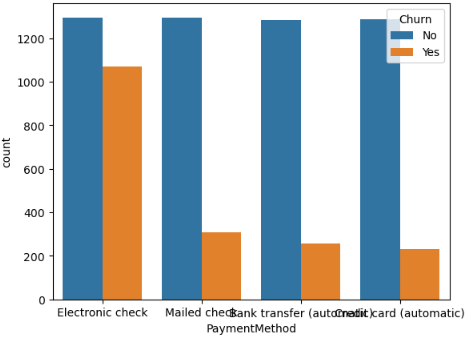 Churn
No
Yes
1200
1000
800
600
400
200
0
count
Electronic check
Mailed check
Bank transfer (automatic)
Credit card (automatic)
PaymentMethod